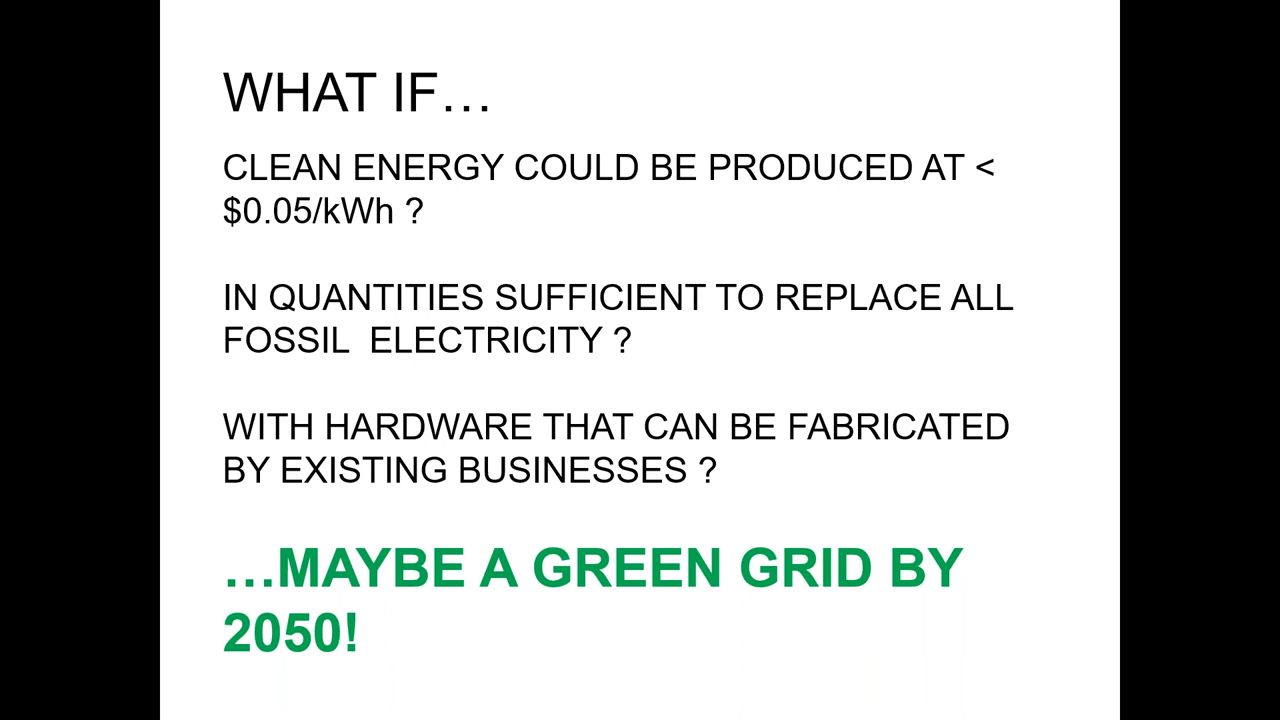 WHAT IF…
CLEAN ENERGY COULD BE PRODUCED AT <
$0.05/kWh ?
IN QUANTITIES SUFFICIENT TO REPLACE ALL
FOSSIL  ELECTRICITY ?
WITH HARDWARE THAT CAN BE FABRICATED
BY EXISTING BUSINESSES ?
…MAYBE A GREEN GRID BY
2050!